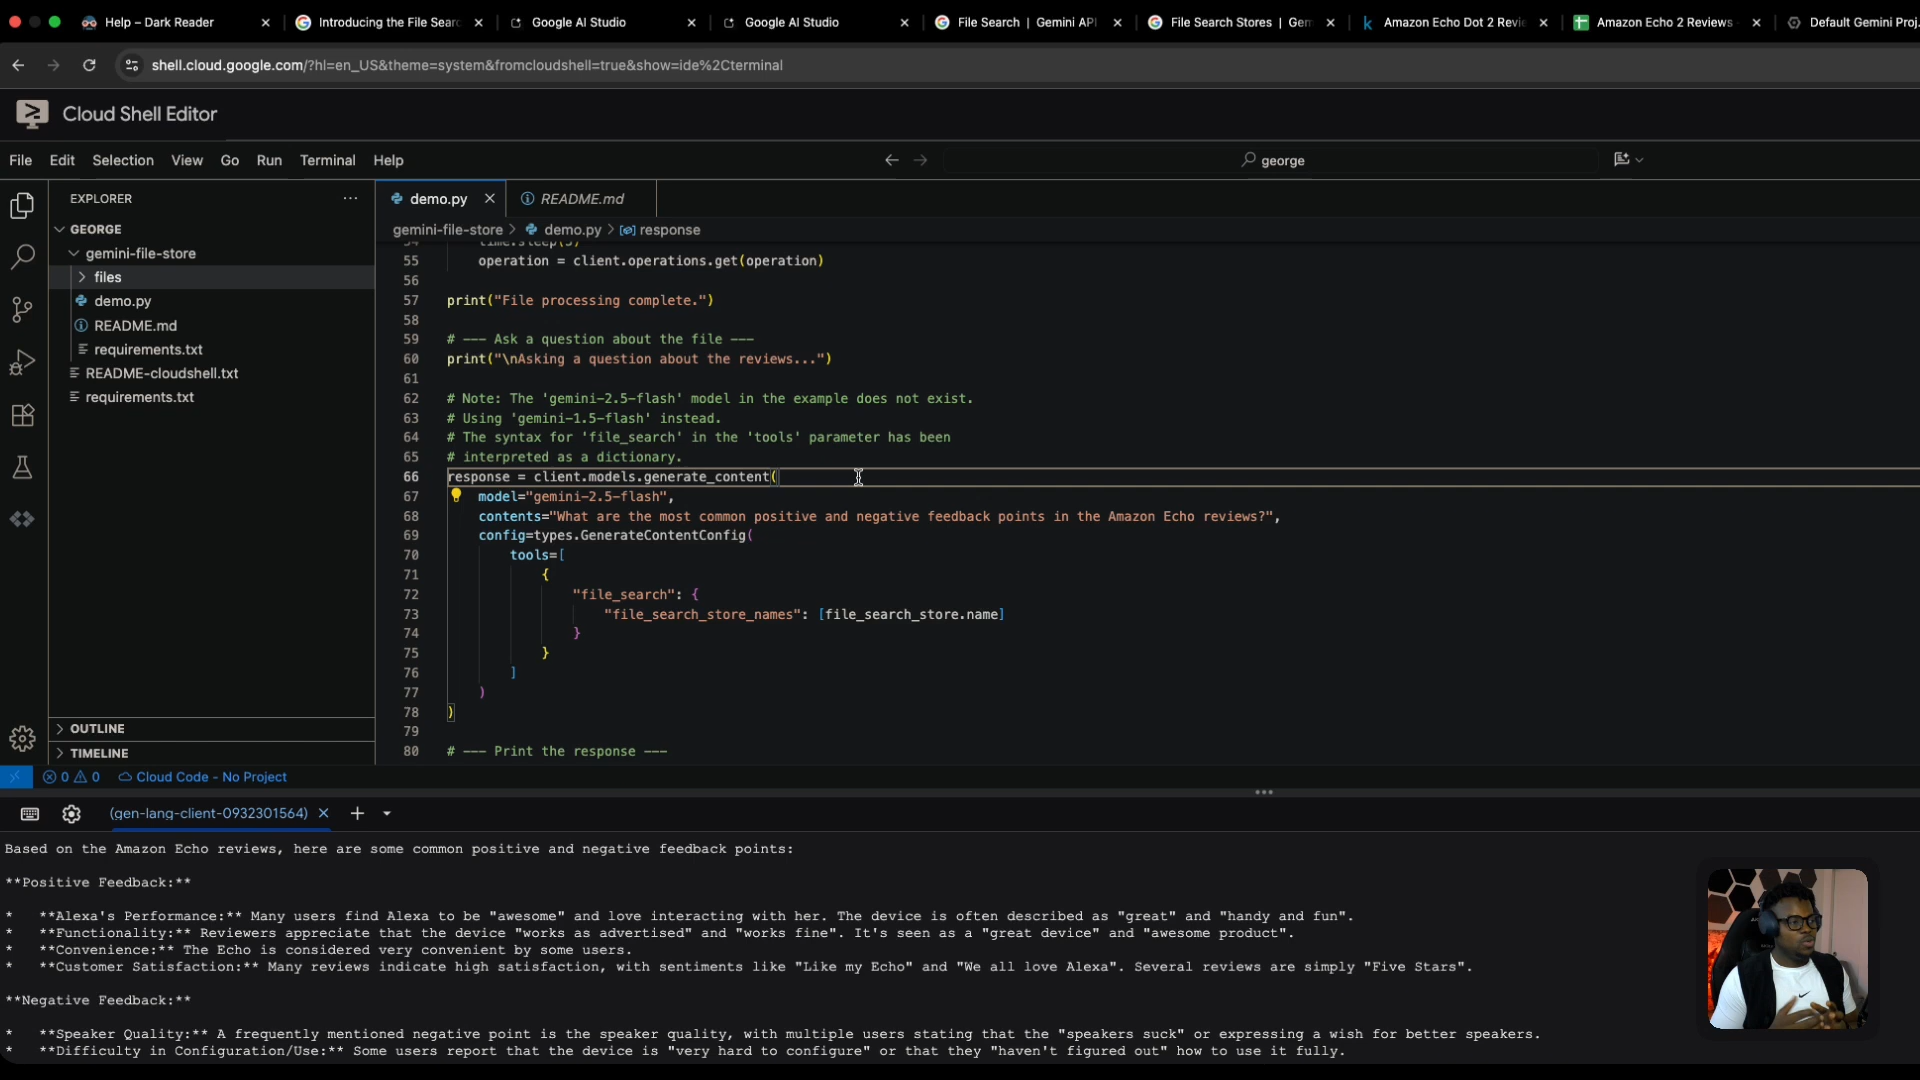 Help – Dark Reader
Introducing the File Searc
Google AI Studio
Google AI Studio
File Search | Gemini API
File Search Stores | Gem
Amazon Echo Dot 2 Revie
Amazon Echo 2 Reviews
Default Gemini Proj
shell.cloud.google.com/?hl=en_US&theme=system&fromcloudshell=true&show=ide%2Cterminal
Cloud Shell Editor
File Edit Selection View Go Run Terminal Help
george
EXPLORER
GEORGE
gemini-file-store
files
demo.py
README.md
requirements.txt
README-cloudshell.txt
requirements.txt
OUTLINE
TIMELINE
demo.py
README.md
gemini-file-store > demo.py > response
54 time.sleep(5)
55 operation = client.operations.get(operation)
56
57 print("File processing complete.")
58
59 # --- Ask a question about the file ---
60 print("\nAsking a question about the reviews...")
61
62 # Note: The 'gemini-2.5-flash' model in the example does not exist.
63 # Using 'gemini-1.5-flash' instead.
64 # The syntax for 'file_search' in the 'tools' parameter has been
65 # interpreted as a dictionary.
66 response = client.models.generate_content(
67 model="gemini-2.5-flash",
68 contents="What are the most common positive and negative feedback points in the Amazon Echo reviews?",
69 config=types.GenerateContentConfig(
70 tools=[
71 {
72 "file_search": {
73 "file_search_store_names": [file_search_store.name]
74 }
75 }
76 ]
77 )
78 )
79
80 # --- Print the response ---
0 0 Cloud Code - No Project
(gen-lang-client-0932301564)
Based on the Amazon Echo reviews, here are some common positive and negative feedback points:
**Positive Feedback:**
* **Alexa's Performance:** Many users find Alexa to be "awesome" and love interacting with her. The device is often described as "great" and "handy and fun".
* **Functionality:** Reviewers appreciate that the device "works as advertised" and "works fine". It's seen as a "great device" and "awesome product".
* **Convenience:** The Echo is considered very convenient by some users.
* **Customer Satisfaction:** Many reviews indicate high satisfaction, with sentiments like "Like my Echo" and "We all love Alexa". Several reviews are simply "Five Stars".
**Negative Feedback:**
* **Speaker Quality:** A frequently mentioned negative point is the speaker quality, with multiple users stating that the "speakers suck" or expressing a wish for better speakers.
* **Difficulty in Configuration/Use:** Some users report that the device is "very hard to configure" or that they "haven't figured out" how to use it fully.